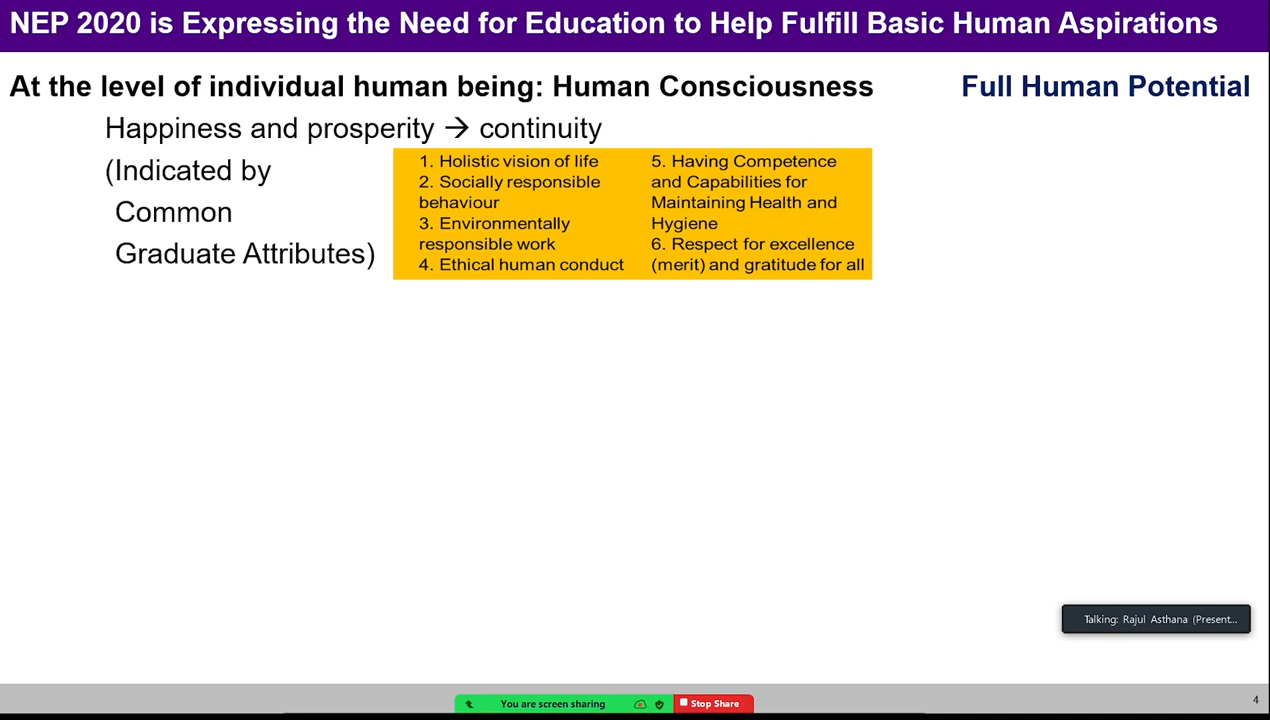 NEP 2020 is Expressing the Need for Education to Help Fulfill Basic Human Aspirations
At the level of individual human being: Human Consciousness
Full Human Potential
Happiness and prosperity → continuity
(Indicated by
Common
Graduate Attributes)
1. Holistic vision of life
2. Socially responsible
behaviour
3. Environmentally
responsible work
4. Ethical human conduct
5. Having Competence
and Capabilities for
Maintaining Health and
Hygiene
6. Respect for excellence
(merit) and gratitude for all
Talking: Rajul Asthana (Present...
You are screen sharing
Stop Share
4